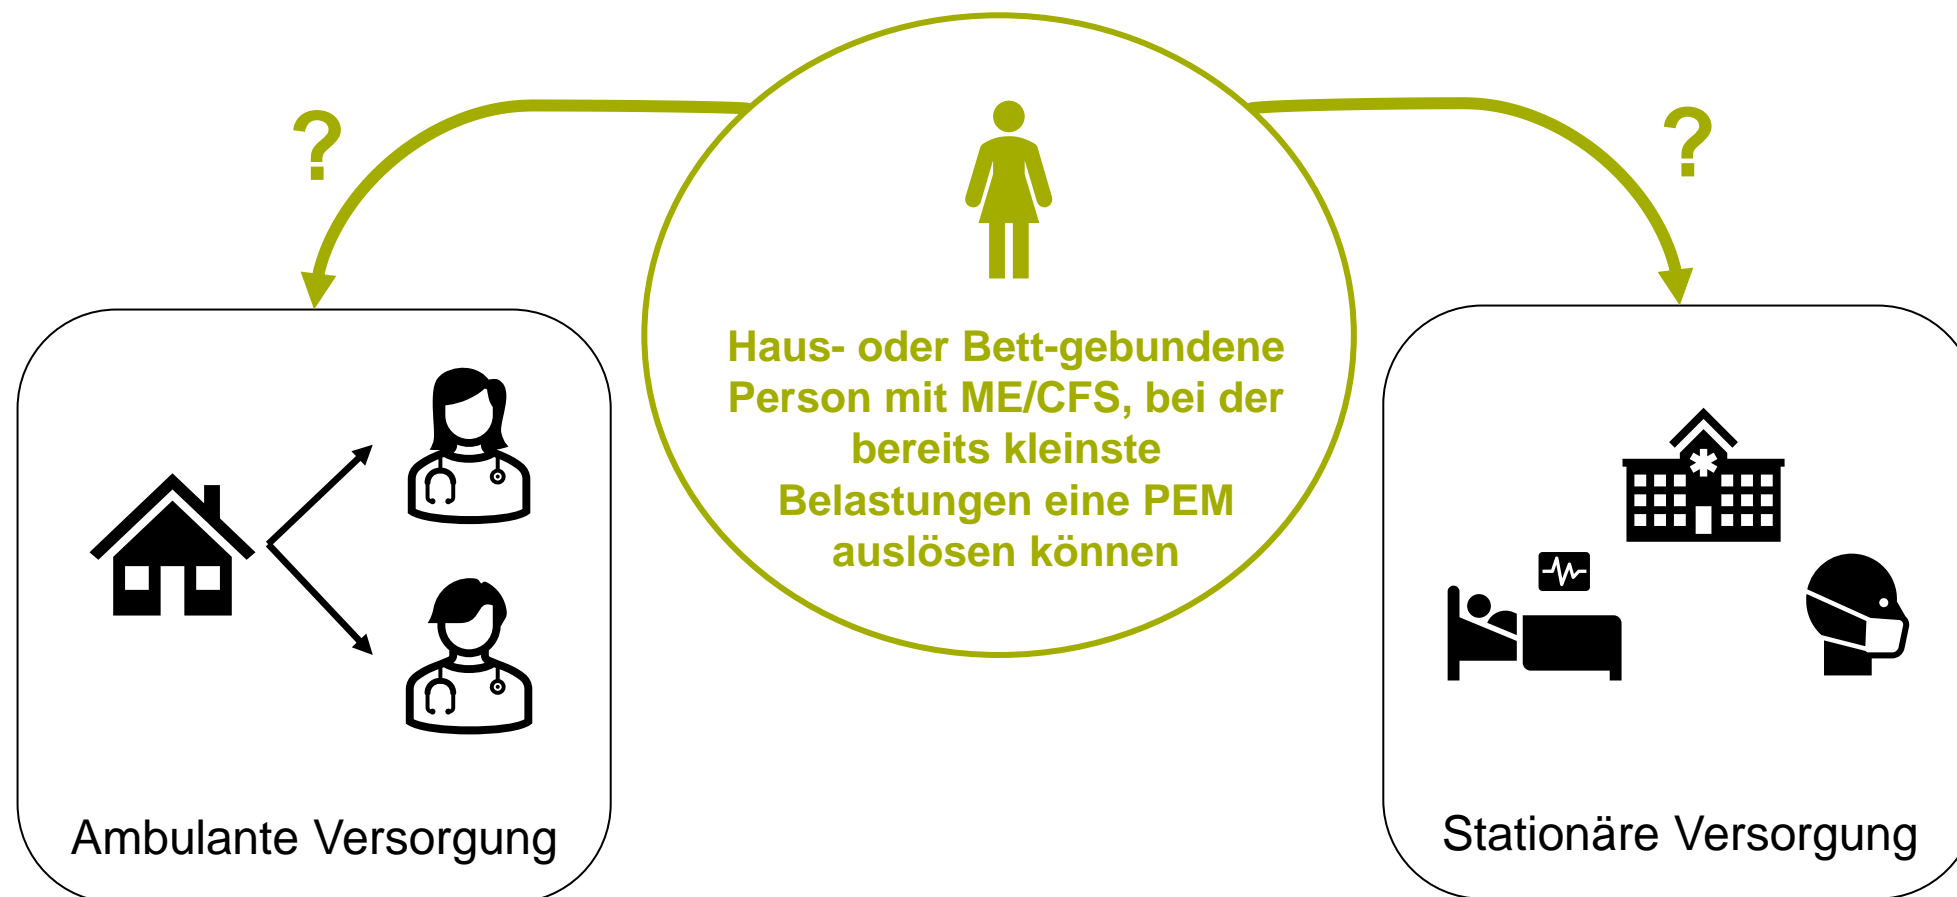 ?
?
Haus- oder Bett-gebundene
Person mit ME/CFS, bei der
bereits kleinste
Belastungen eine PEM
auslösen können
Ambulante Versorgung
Stationäre Versorgung